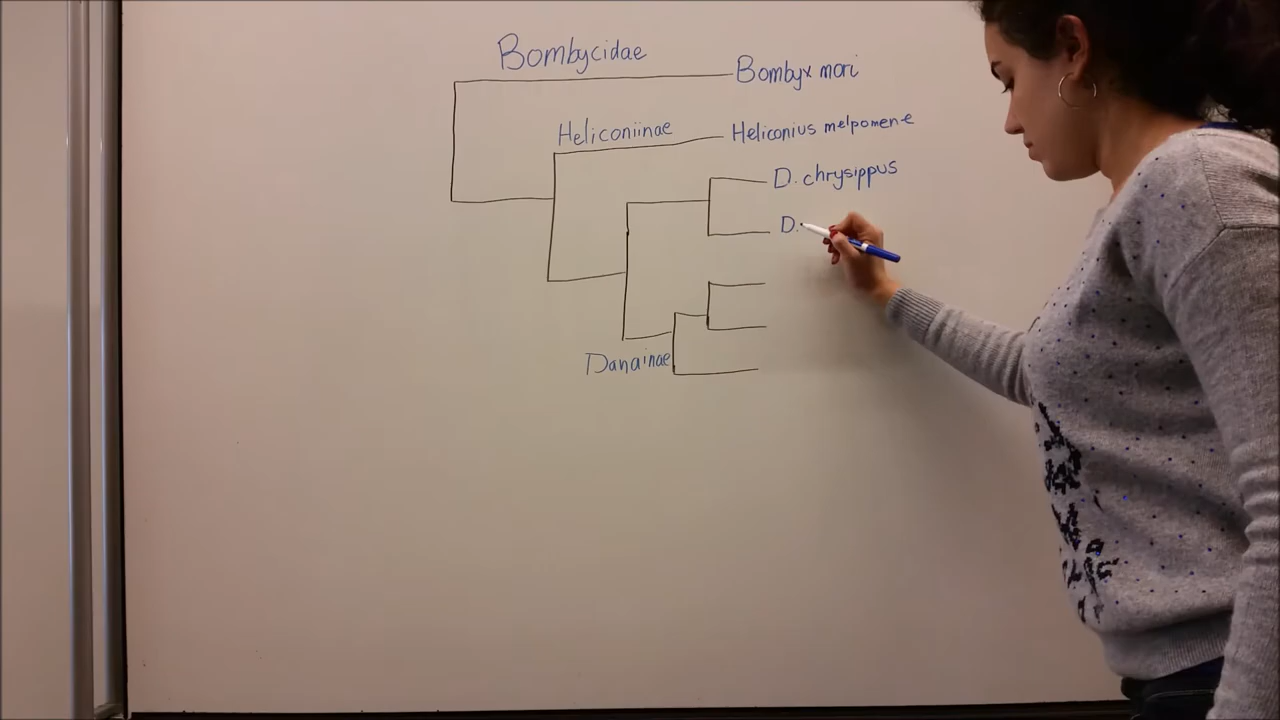 Bombycidae
Bombyx mori
Heliconiinae
Heliconius melpomene
D. chrysippus
D.
Danainae